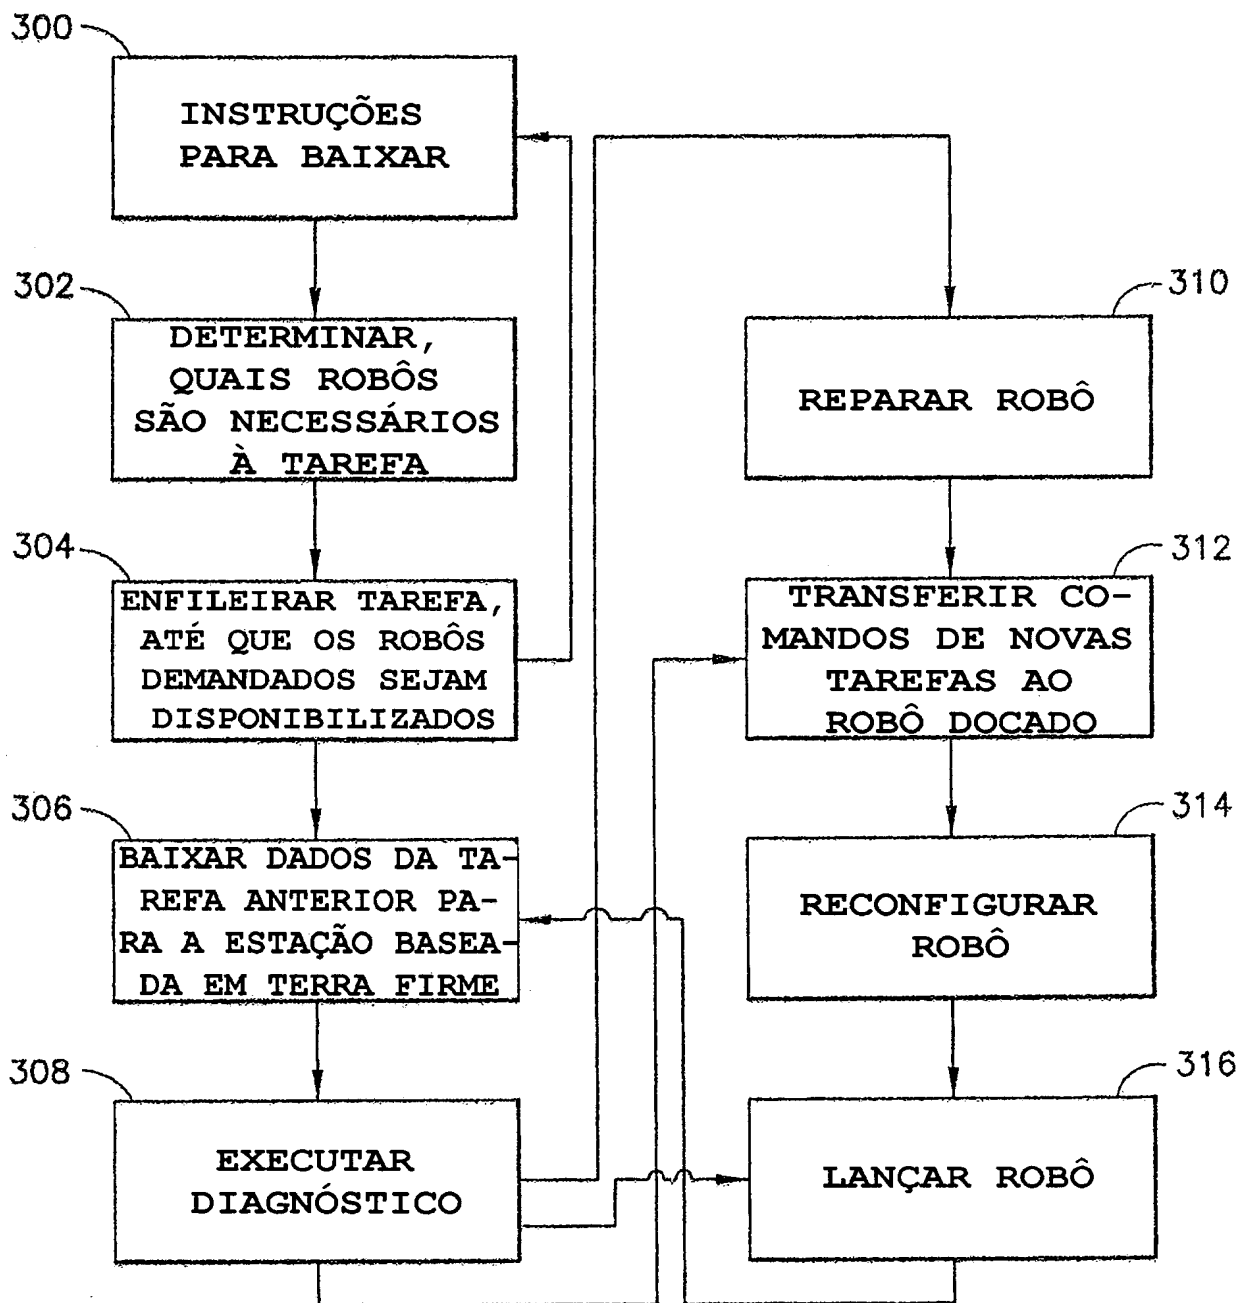 300
INSTRUÇÕES
PARA BAIXAR
302
DETERMINAR,
QUAIS ROBÔS
SÃO NECESSÁRIOS
À TAREFA
304
ENFILEIRAR TAREFA,
ATÉ QUE OS ROBÔS
DEMANDADOS SEJAM
DISPONIBILIZADOS
306
BAIXAR DADOS DA TA-
REFA ANTERIOR PA-
RA A ESTAÇÃO BASEA-
DA EM TERRA FIRME
308
EXECUTAR
DIAGNÓSTICO
310
REPARAR ROBÔ
312
TRANSFERIR CO-
MANDOS DE NOVAS
TAREFAS AO
ROBÔ DOCADO
314
RECONFIGURAR
ROBÔ
316
LANÇAR ROBÔ